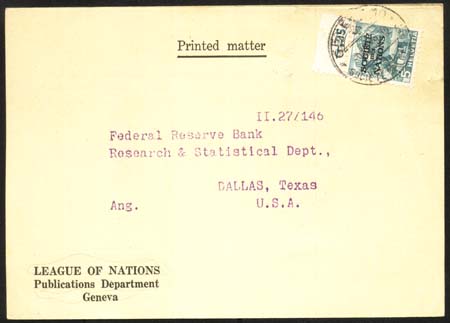 Printed matter
II.27/146
Federal Reserve Bank
Research & Statistical Dept.,
DALLAS, Texas
Ang.
U.S.A.
LEAGUE OF NATIONS
Publications Department
Geneva
NATIONS